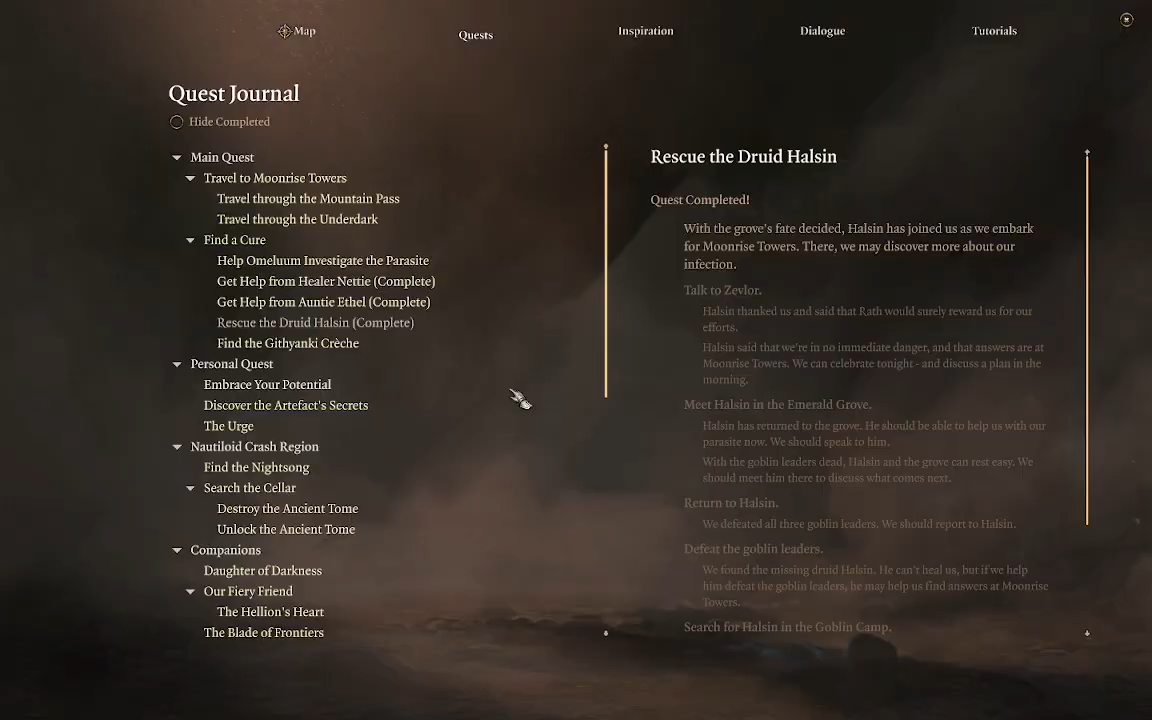 Map
Quests
Inspiration
Dialogue
Tutorials
Quest Journal
Hide Completed
Main Quest
Travel to Moonrise Towers
Travel through the Mountain Pass
Travel through the Underdark
Find a Cure
Help Omeluum Investigate the Parasite
Get Help from Healer Nettie (Complete)
Get Help from Auntie Ethel (Complete)
Rescue the Druid Halsin (Complete)
Find the Githyanki Crèche
Personal Quest
Embrace Your Potential
Discover the Artefact's Secrets
The Urge
Nautiloid Crash Region
Find the Nightsong
Search the Cellar
Destroy the Ancient Tome
Unlock the Ancient Tome
Companions
Daughter of Darkness
Our Fiery Friend
The Hellion's Heart
The Blade of Frontiers
Rescue the Druid Halsin
Quest Completed!
With the grove's fate decided, Halsin has joined us as we embark
for Moonrise Towers. There, we may discover more about our
infection.
Talk to Zevlor.
Halsin thanked us and said that Rath would surely reward us for our
efforts.
Halsin said that we're in no immediate danger, and that answers are at
Moonrise Towers. We can celebrate tonight - and discuss a plan in the
morning.
Meet Halsin in the Emerald Grove.
Halsin has returned to the grove. He should be able to help us with our
parasite now. We should speak to him.
With the goblin leaders dead, Halsin and the grove can rest easy. We
should meet him there to discuss what comes next.
Return to Halsin.
We defeated all three goblin leaders. We should report to Halsin.
Defeat the goblin leaders.
We found the missing druid Halsin. He can't heal us, but if we help
him defeat the goblin leaders, he may help us find answers at Moonrise
Towers.
Search for Halsin in the Goblin Camp.